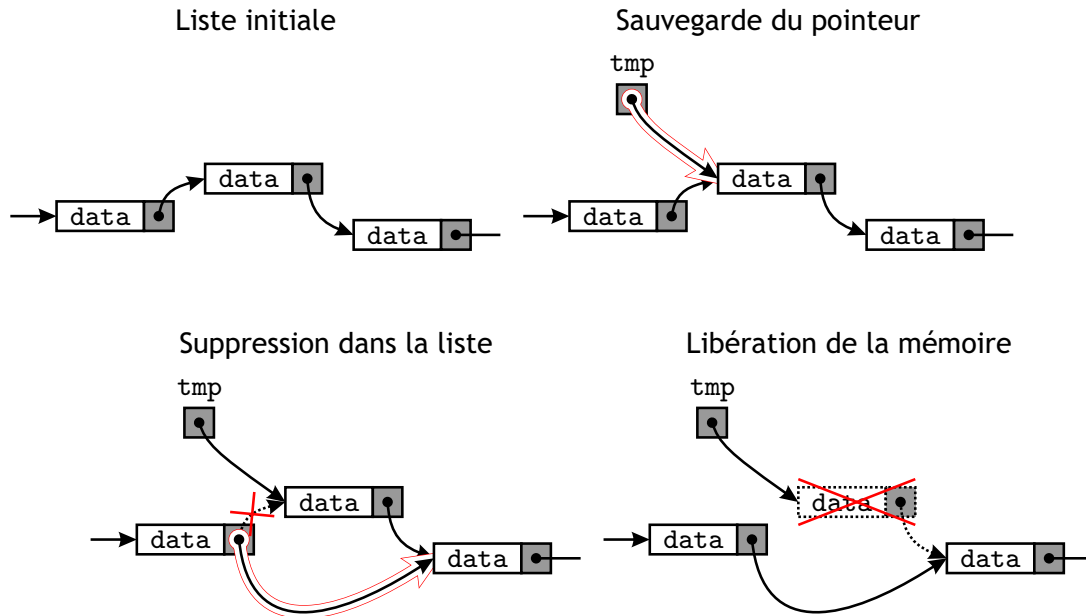 Liste initiale
data
data
data
Sauvegarde du pointeur
tmp
data
data
data
Suppression dans la liste
tmp
data
data
data
Libération de la mémoire
tmp
data
data
data